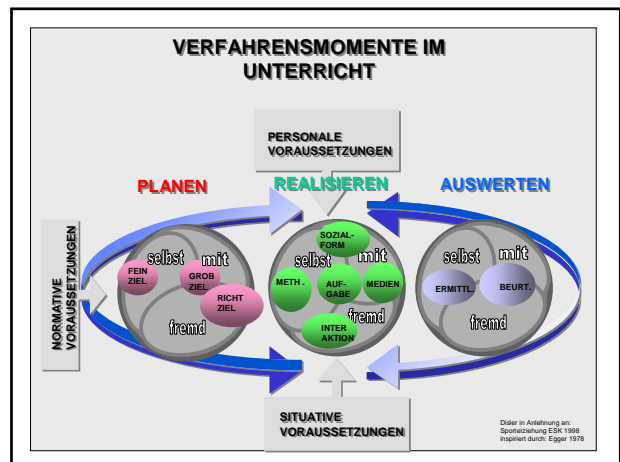 VERFAHRENSMOMENTE IM
UNTERRICHT
PERSONALE
VORAUSSETZUNGEN
PLANEN
REALISIEREN
AUSWERTEN
NORMATIVE
VORAUSSETZUNGEN
selbst
mit
fremd
FEIN
ZIEL
GROB
ZIEL
RICHT
ZIEL
SOZIAL-
FORM
selbst
mit
METH .
AUF-
GABE
MEDIEN
fremd
INTER
AKTION
selbst
mit
ERMITTL.
BEURT.
fremd
SITUATIVE
VORAUSSETZUNGEN
Disler in Anlehnung an:
Sporterziehung ESK 1998
inspiriert durch: Egger 1978